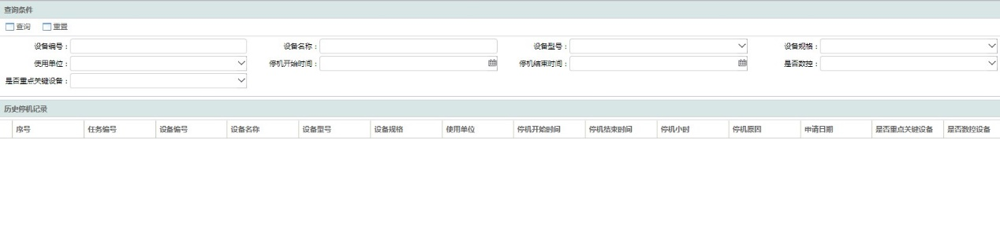 查询条件
查询 重置
设备编号： 设备名称： 设备型号： 设备规格：
使用单位： 停机开始时间： 停机结束时间： 是否数控：
是否重点关键设备：
历史停机记录
序号 任务编号 设备编号 设备名称 设备型号 设备规格 使用单位 停机开始时间 停机结束时间 停机小时 停机原因 申请日期 是否重点关键设备 是否数控设备